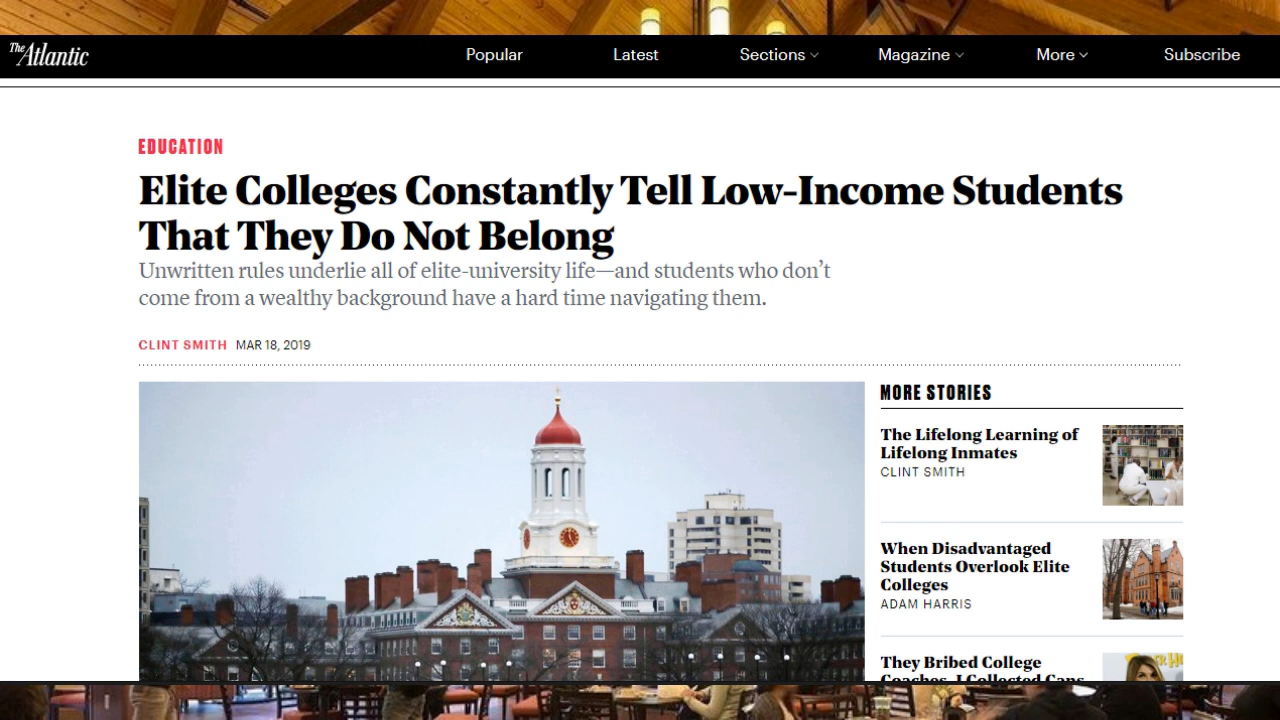 The Atlantic
Popular Latest Sections Magazine More Subscribe
EDUCATION
Elite Colleges Constantly Tell Low-Income Students
That They Do Not Belong
Unwritten rules underlie all of elite-university life—and students who don’t
come from a wealthy background have a hard time navigating them.
CLINT SMITH MAR 18, 2019
MORE STORIES
The Lifelong Learning of
Lifelong Inmates
CLINT SMITH
When Disadvantaged
Students Overlook Elite
Colleges
ADAM HARRIS
They Bribed College
Coaches. I Collected Cans